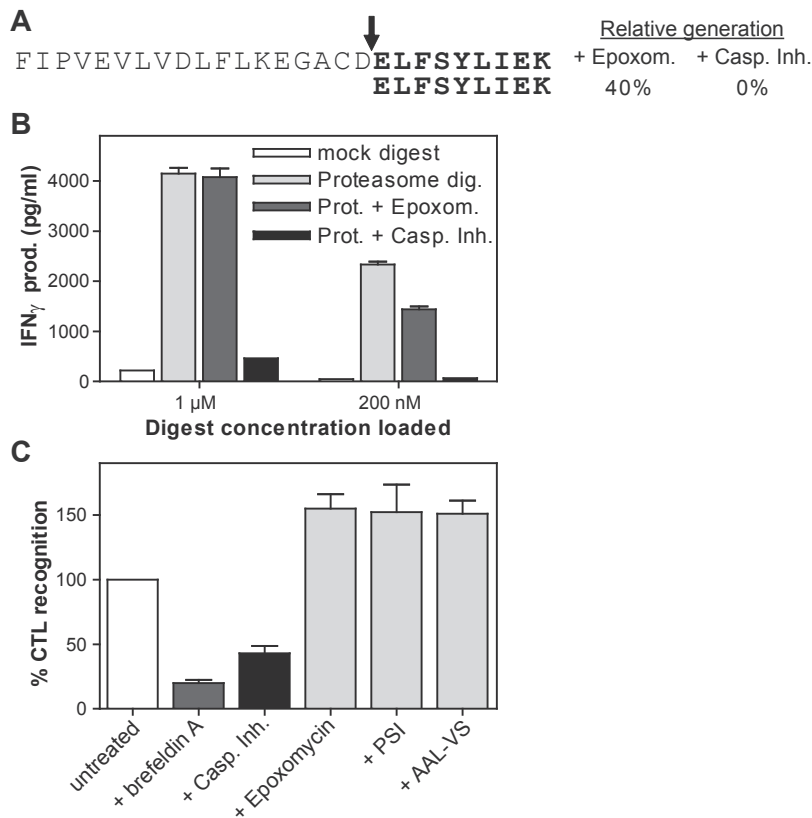 A
Relative generation
FIPVEVLVDLFLKEGACDELFSYLIEK + Epoxom. + Casp. Inh.
ELFSYLIEK 40% 0%
B
mock digest
Proteasome dig.
Prot. + Epoxom.
Prot. + Casp. Inh.
IFNγ prod. (pg/ml)
4000
3000
2000
1000
0
1 µM 200 nM
Digest concentration loaded
C
% CTL recognition
150
100
50
0
untreated
+ brefeldin A
+ Casp. Inh.
+ Epoxomycin
+ PSI
+ AAL-VS